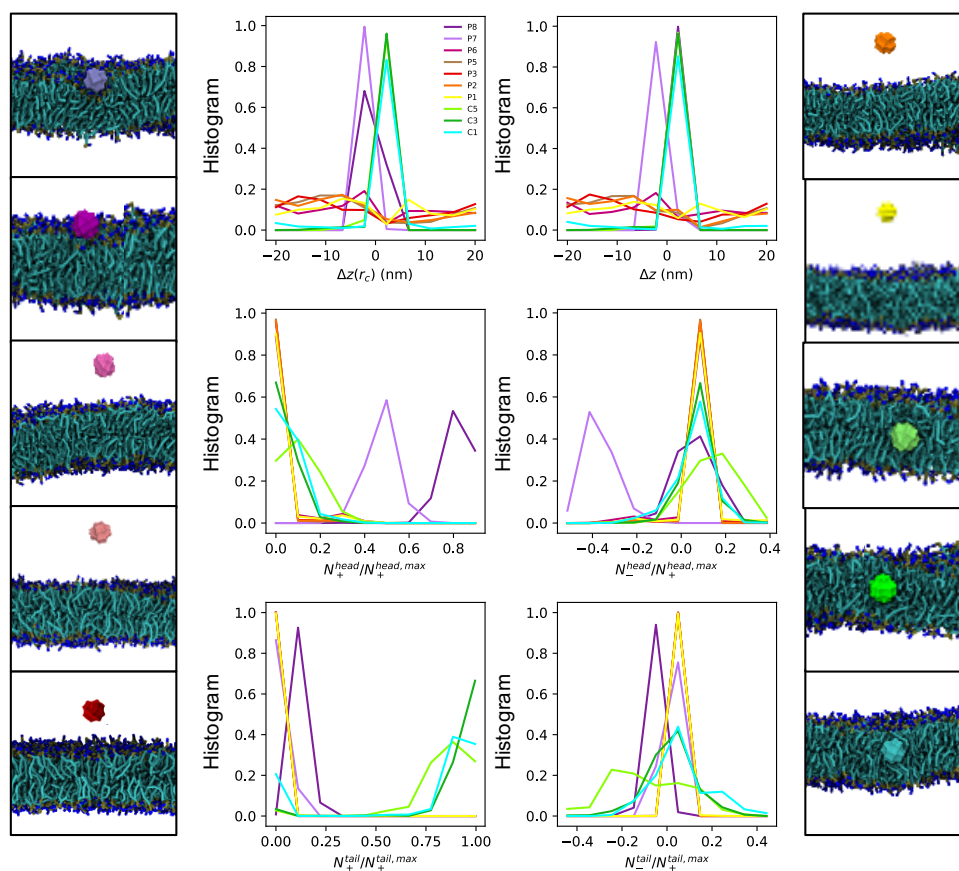 Histogram
1.0
0.8
0.6
0.4
0.2
0.0
−20 −10 0 10 20
Δz(r_c) (nm)
P8
P7
P6
P5
P3
P2
P1
C5
C3
C1
Histogram
1.0
0.8
0.6
0.4
0.2
0.0
−20 −10 0 10 20
Δz (nm)
Histogram
1.0
0.8
0.6
0.4
0.2
0.0
0.0 0.2 0.4 0.6 0.8
N_+^{head}/N_+^{head, max}
Histogram
1.0
0.8
0.6
0.4
0.2
0.0
−0.4 −0.2 0.0 0.2 0.4
N_−^{head}/N_+^{head, max}
Histogram
1.0
0.8
0.6
0.4
0.2
0.0
0.00 0.25 0.50 0.75 1.00
N_+^{tail}/N_+^{tail, max}
Histogram
1.0
0.8
0.6
0.4
0.2
0.0
−0.4 −0.2 0.0 0.2 0.4
N_−^{tail}/N_+^{tail, max}